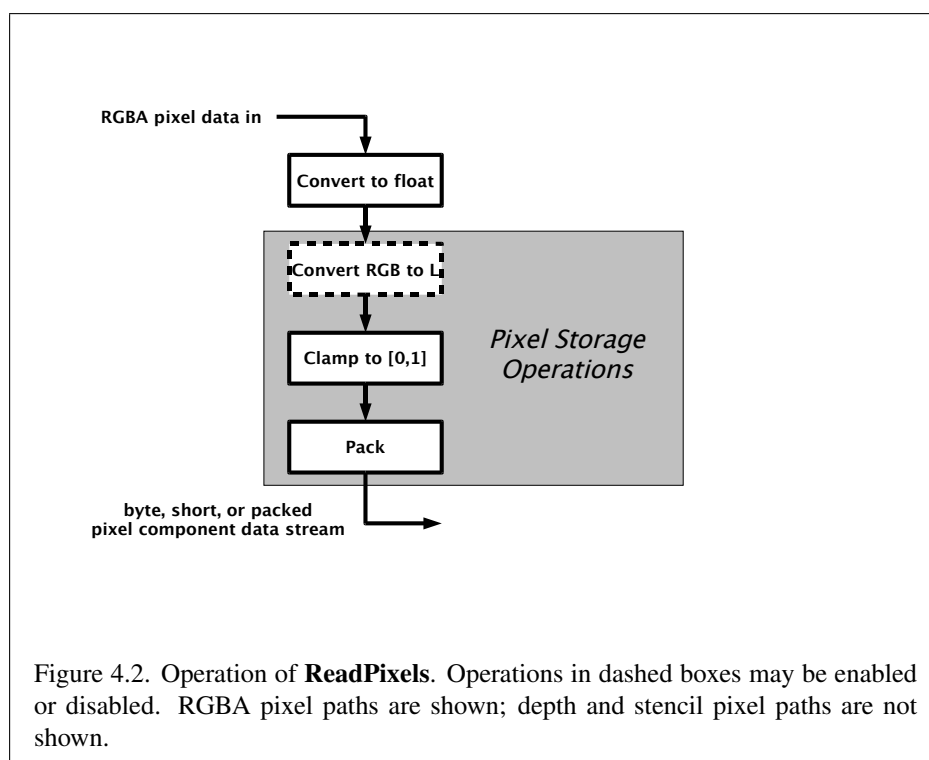 RGBA pixel data in
Convert to float
Convert RGB to L
Clamp to [0,1]
Pixel Storage
Operations
Pack
byte, short, or packed
pixel component data stream
Figure 4.2. Operation of ReadPixels. Operations in dashed boxes may be enabled
or disabled. RGBA pixel paths are shown; depth and stencil pixel paths are not
shown.